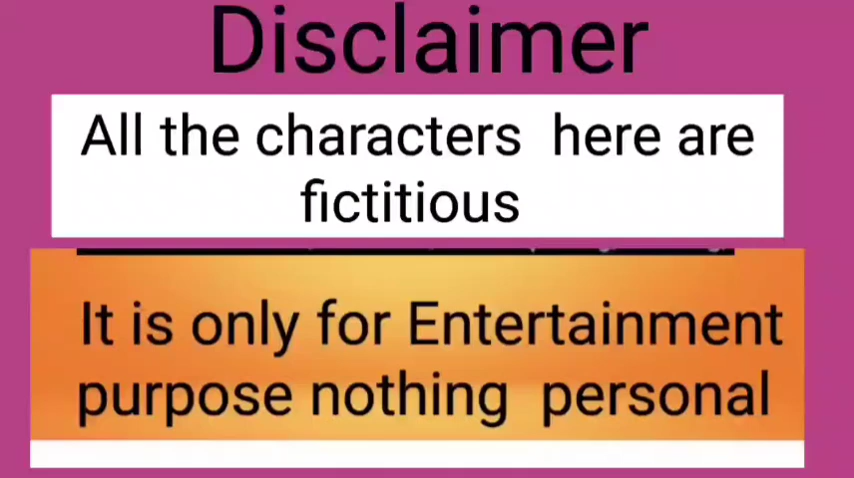 Disclaimer
All the characters here are
fictitious
It is only for Entertainment
purpose nothing personal